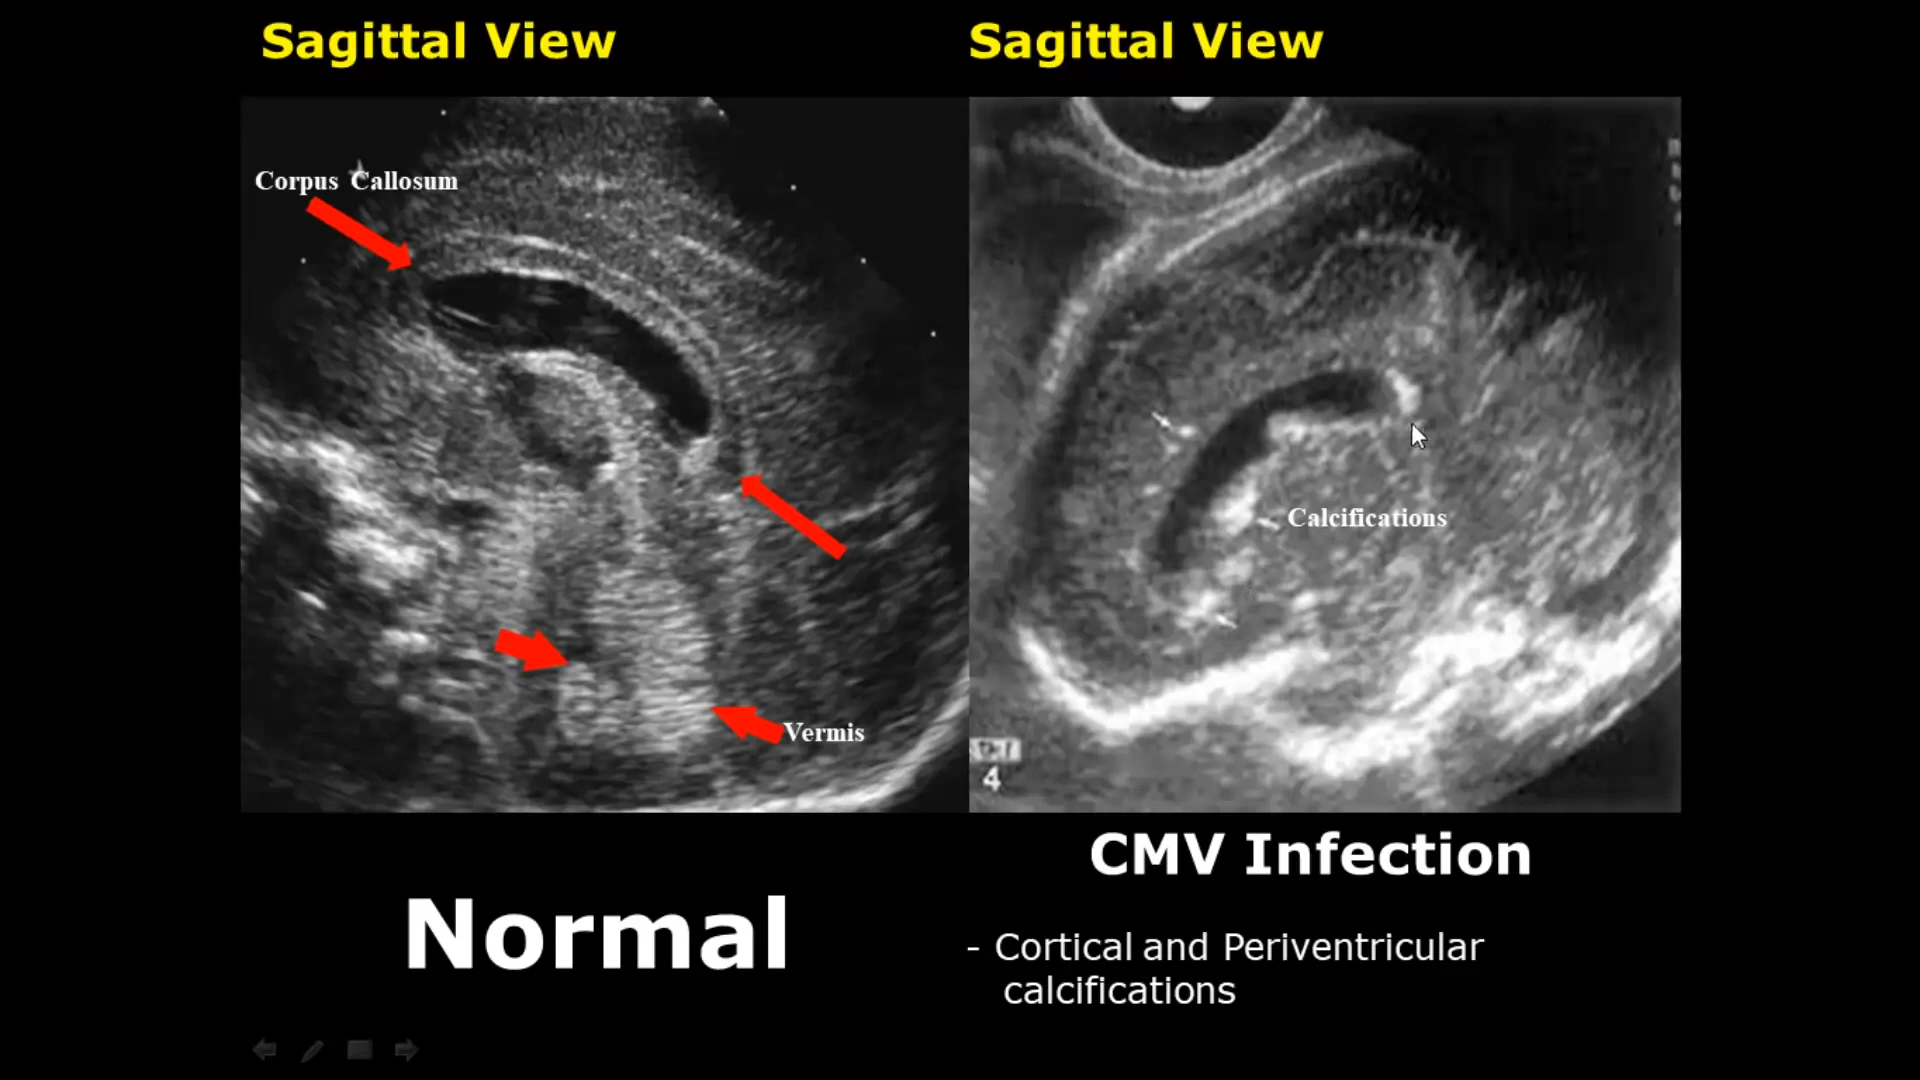 Sagittal View
Sagittal View
Corpus Callosum
Vermis
Calcifications
4
Normal
CMV Infection
- Cortical and Periventricular
calcifications